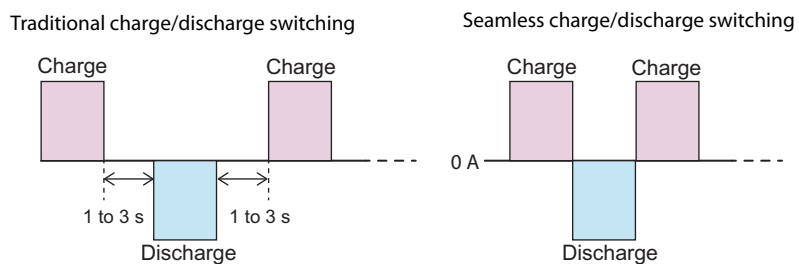 Traditional charge/discharge switching
Charge
Charge
1 to 3 s
1 to 3 s
Discharge
Seamless charge/discharge switching
Charge
Charge
0 A
Discharge